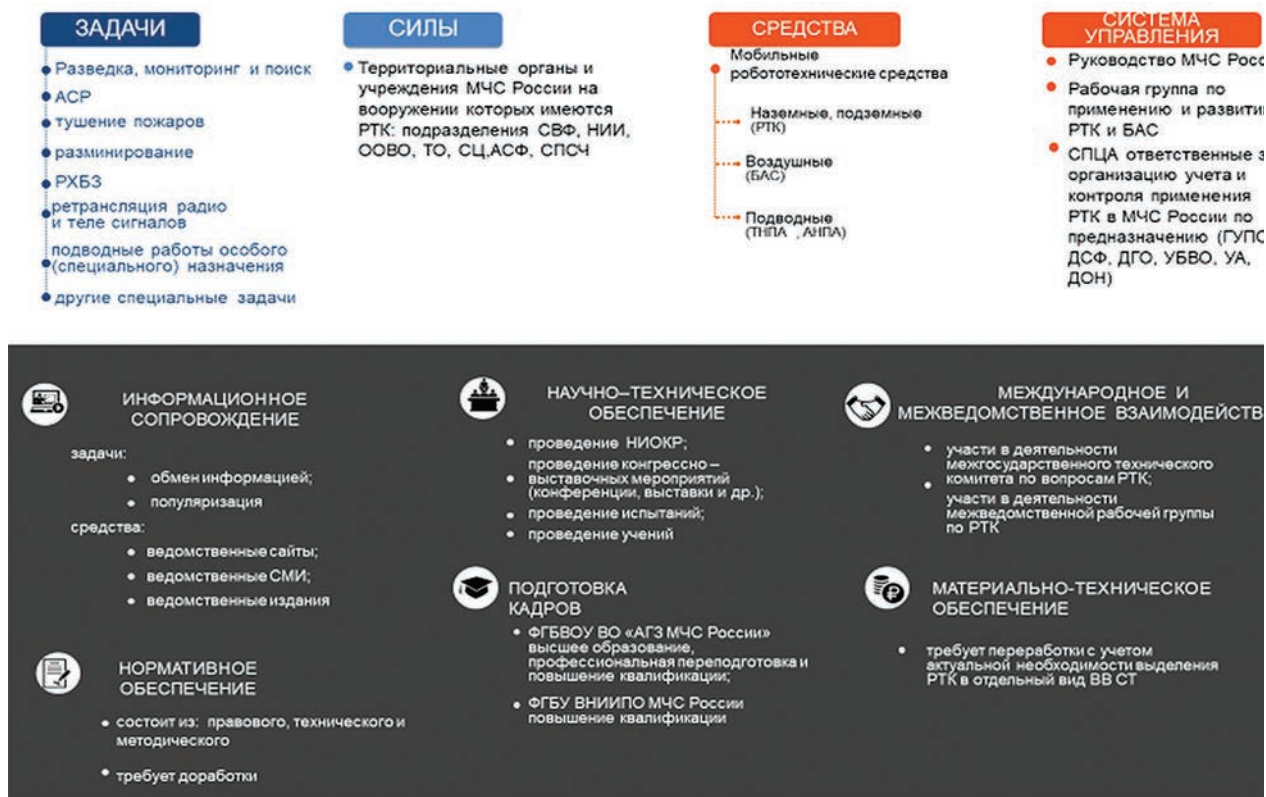 ЗАДАЧИ
Разведка, мониторинг и поиск
АСР
тушение пожаров
разминирование
РХБЗ
ретрансляция радио
и теле сигналов
подводные работы особого
(специального) назначения
другие специальные задачи
СИЛЫ
Территориальные органы и
учреждения МЧС России на
вооружении которых имеются
РТК: подразделения СВФ, НИИ,
ООВО, ТО, СЦ,АСФ, СПСЧ
СРЕДСТВА
Мобильные
робототехнические средства
Наземные, подземные
(РТК)
Воздушные
(БАС)
Подводные
(ТНПА , АНПА)
СИСТЕМА
УПРАВЛЕНИЯ
Руководство МЧС Росс
Рабочая группа по
применению и развити
РТК и БАС
СПЦА ответственные з
организацию учета и
контроля применения
РТК в МЧС России по
предназначению (ГУПО
ДСФ, ДГО, УБВО, УА,
ДОН)
ИНФОРМАЦИОННОЕ
СОПРОВОЖДЕНИЕ
задачи:
обмен информацией;
популяризация
средства:
ведомственные сайты;
ведомственные СМИ;
ведомственные издания
НОРМАТИВНОЕ
ОБЕСПЕЧЕНИЕ
состоит из: правового, технического и
методического
требует доработки
НАУЧНО–ТЕХНИЧЕСКОЕ
ОБЕСПЕЧЕНИЕ
проведение НИОКР;
проведение конгрессно –
выставочных мероприятий
(конференции, выставки и др.);
проведение испытаний;
проведение учений
ПОДГОТОВКА
КАДРОВ
ФГБВОУ ВО «АГЗ МЧС России»
высшее образование,
профессиональная переподготовка и
повышение квалификации;
ФГБУ ВНИИПО МЧС России
повышение квалификации
МЕЖДУНАРОДНОЕ И
МЕЖВЕДОМСТВЕННОЕ ВЗАИМОДЕЙСТВ
участи в деятельности
межгосударственного технического
комитета по вопросам РТК;
участи в деятельности
межведомственной рабочей группы
по РТК
МАТЕРИАЛЬНО-ТЕХНИЧЕСКОЕ
ОБЕСПЕЧЕНИЕ
требует переработки с учетом
актуальной необходимости выделения
РТК в отдельный вид ВВ СТ